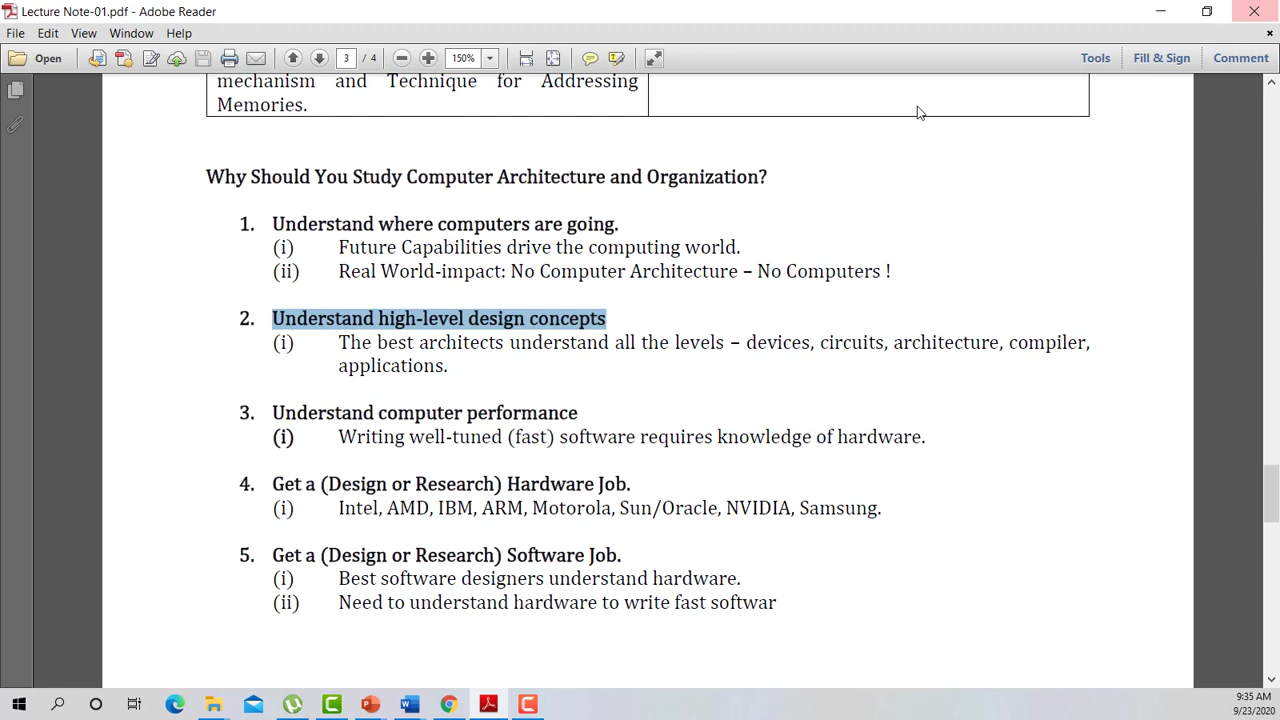 Lecture Note-01.pdf - Adobe Reader
File Edit View Window Help
Open 3 / 4 150% Tools Fill & Sign Comment
mechanism and Technique for Addressing
Memories.
Why Should You Study Computer Architecture and Organization?
1. Understand where computers are going.
(i) Future Capabilities drive the computing world.
(ii) Real World-impact: No Computer Architecture – No Computers !
2. Understand high-level design concepts
(i) The best architects understand all the levels – devices, circuits, architecture, compiler,
applications.
3. Understand computer performance
(i) Writing well-tuned (fast) software requires knowledge of hardware.
4. Get a (Design or Research) Hardware Job.
(i) Intel, AMD, IBM, ARM, Motorola, Sun/Oracle, NVIDIA, Samsung.
5. Get a (Design or Research) Software Job.
(i) Best software designers understand hardware.
(ii) Need to understand hardware to write fast softwar
9:35 AM
9/23/2020